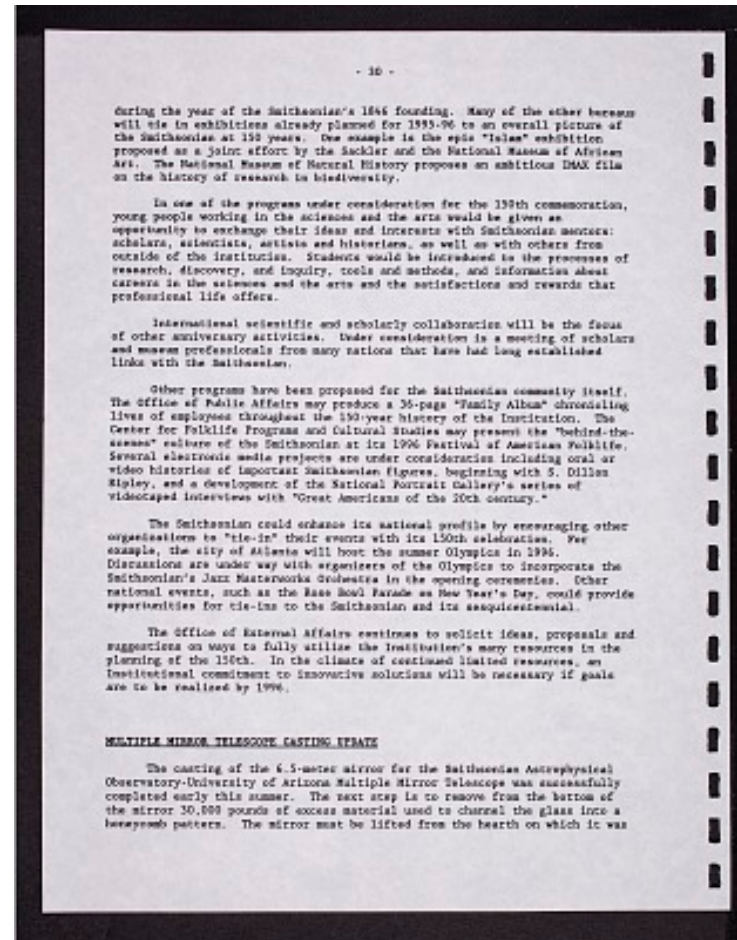 - 30 -
during the year of the Smithsonian's 1846 founding. Many of the other bureaus
will tie in exhibitions already planned for 1995-96 to an overall picture of
the Smithsonian at 150 years. One example is the epic "Islam" exhibition
proposed as a joint effort by the Sackler and the National Museum of African
Art. The National Museum of Natural History proposes an ambitious IMAX film
on the history of research in biodiversity.
In one of the programs under consideration for the 150th commemoration,
young people working in the sciences and the arts would be given an
opportunity to exchange their ideas and interests with Smithsonian mentors:
scholars, scientists, artists and historians, as well as with others from
outside of the institution. Students would be introduced to the processes of
research, discovery, and inquiry, tools and methods, and information about
careers in the sciences and the arts and the satisfactions and rewards that
professional life offers.
International scientific and scholarly collaboration will be the focus
of other anniversary activities. Under consideration is a meeting of scholars
and museum professionals from many nations that have had long established
links with the Smithsonian.
Other programs have been proposed for the Smithsonian community itself.
The Office of Public Affairs may produce a 36-page "Family Album" chronicling
lives of employees throughout the 150-year history of the Institution. The
Center for Folklife Programs and Cultural Studies may present the "behind-the-
scenes" culture of the Smithsonian at its 1996 Festival of American Folklife.
Several electronic media projects are under consideration including oral or
video histories of important Smithsonian figures, beginning with S. Dillon
Ripley, and a development of the National Portrait Gallery's series of
videotaped interviews with "Great Americans of the 20th century."
The Smithsonian could enhance its national profile by encouraging other
organizations to "tie-in" their events with its 150th celebration. For
example, the city of Atlanta will host the summer Olympics in 1996.
Discussions are under way with organizers of the Olympics to incorporate the
Smithsonian's Jazz Masterworks Orchestra in the opening ceremonies. Other
national events, such as the Rose Bowl Parade on New Year's Day, could provide
opportunities for tie-ins to the Smithsonian and its sesquicentennial.
The Office of External Affairs continues to solicit ideas, proposals and
suggestions on ways to fully utilize the Institution's many resources in the
planning of the 150th. In the climate of continued limited resources, an
Institutional commitment to innovative solutions will be necessary if goals
are to be realized by 1996.
MULTIPLE MIRROR TELESCOPE CASTING UPDATE
The casting of the 6.5-meter mirror for the Smithsonian Astrophysical
Observatory-University of Arizona Multiple Mirror Telescope was successfully
completed early this summer. The next step is to remove from the bottom of
the mirror 30,000 pounds of excess material used to channel the glass into a
honeycomb pattern. The mirror must be lifted from the hearth on which it was